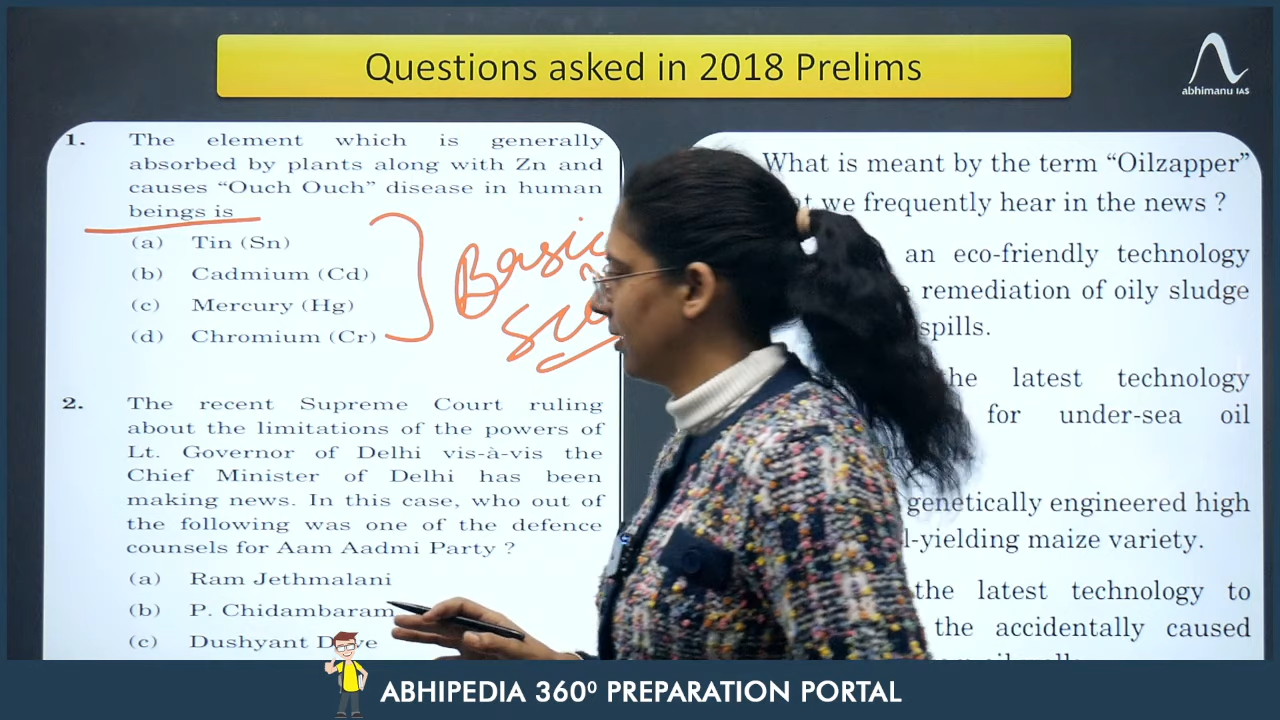 Questions asked in 2018 Prelims
abhimanu IAS
1. The element which is generally
absorbed by plants along with Zn and
causes “Ouch Ouch” disease in human
beings is
(a) Tin (Sn)
(b) Cadmium (Cd)
(c) Mercury (Hg)
(d) Chromium (Cr)
Basic
2. The recent Supreme Court ruling
about the limitations of the powers of
Lt. Governor of Delhi vis-à-vis the
Chief Minister of Delhi has been
making news. In this case, who out of
the following was one of the defence
counsels for Aam Aadmi Party ?
(a) Ram Jethmalani
(b) P. Chidambaram
(c) Dushyant
What is meant by the term “Oilzapper”
we frequently hear in the news ?
an eco-friendly technology
remediation of oily sludge
spills.
the latest technology
for under-sea oil
genetically engineered high
-yielding maize variety.
the latest technology to
the accidentally caused
ABHIPEDIA 360⁰ PREPARATION PORTAL